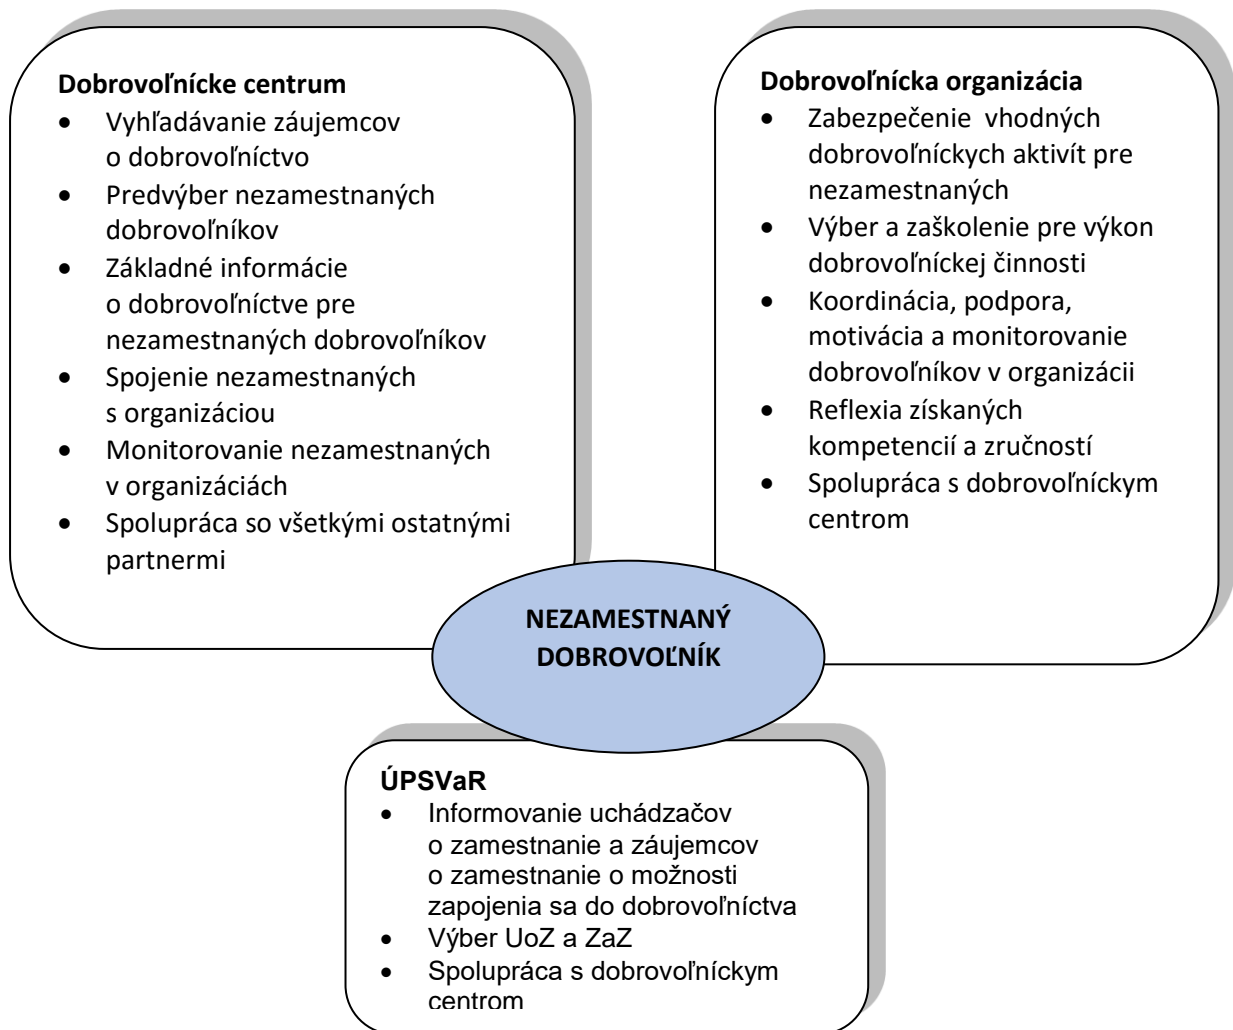 Dobrovoľnícke centrum
• Vyhľadávanie záujemcov
o dobrovoľníctvo
• Predvýber nezamestnaných
dobrovoľníkov
• Základné informácie
o dobrovoľníctve pre
nezamestnaných dobrovoľníkov
• Spojenie nezamestnaných
s organizáciou
• Monitorovanie nezamestnaných
v organizáciách
• Spolupráca so všetkými ostatnými
partnermi
Dobrovoľnícka organizácia
• Zabezpečenie vhodných
dobrovoľníckych aktivít pre
nezamestnaných
• Výber a zaškolenie pre výkon
dobrovoľníckej činnosti
• Koordinácia, podpora,
motivácia a monitorovanie
dobrovoľníkov v organizácii
• Reflexia získaných
kompetencií a zručností
• Spolupráca s dobrovoľníckym
centrom
NEZAMESTNANÝ
DOBROVOĽNÍK
ÚPSVaR
• Informovanie uchádzačov
o zamestnanie a záujemcov
o zamestnanie o možnosti
zapojenia sa do dobrovoľníctva
• Výber UoZ a ZaZ
• Spolupráca s dobrovoľníckym
centrom